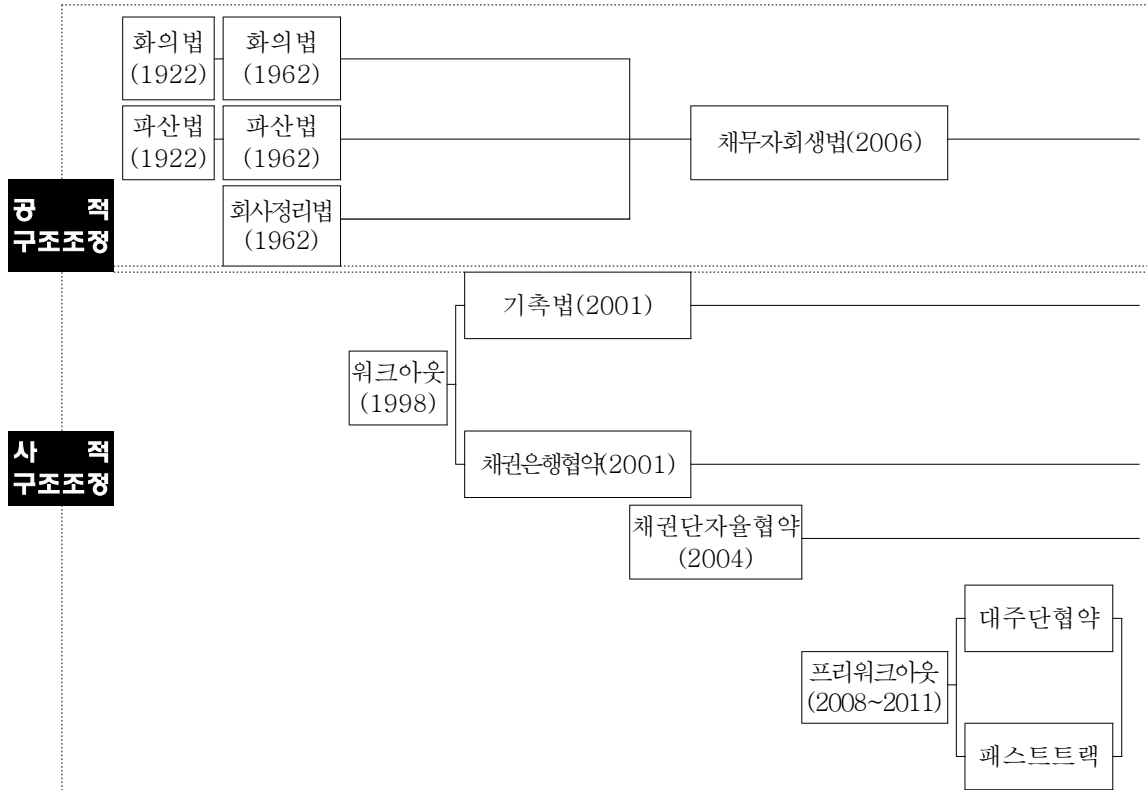 화의법
(1922)
화의법
(1962)
파산법
(1922)
파산법
(1962)
채무자회생법(2006)
공 적
구조조정
회사정리법
(1962)
기촉법(2001)
워크아웃
(1998)
사 적
구조조정
채권은행협약(2001)
채권단자율협약
(2004)
대주단협약
프리워크아웃
(2008~2011)
패스트트랙